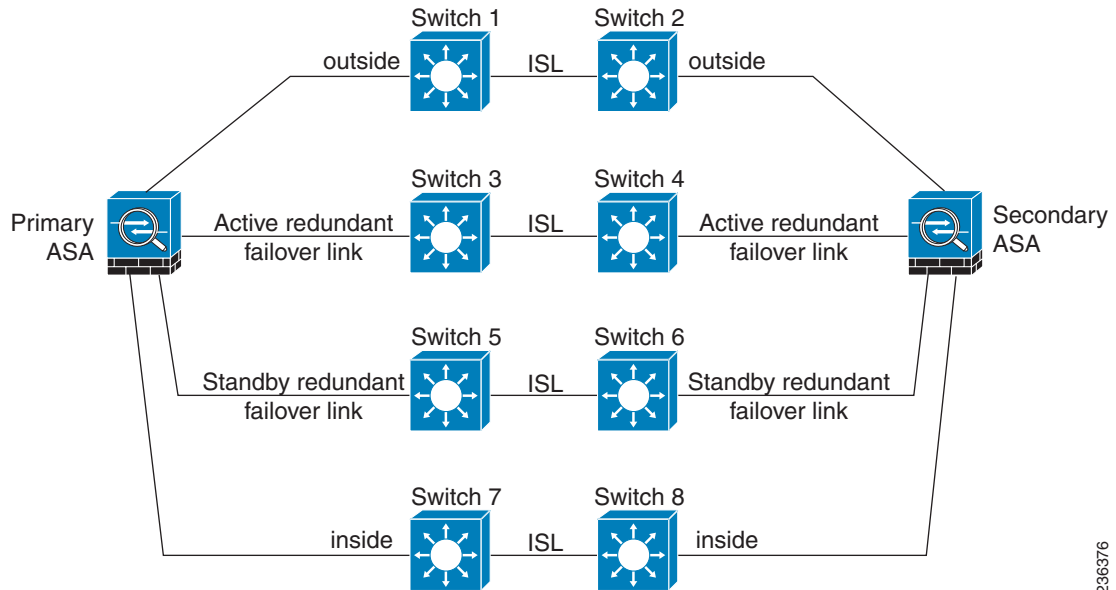 Switch 1
Switch 2
outside
ISL
outside
Switch 3
Switch 4
Primary
ASA
Active redundant
failover link
ISL
Active redundant
failover link
Secondary
ASA
Switch 5
Switch 6
Standby redundant
failover link
ISL
Standby redundant
failover link
Switch 7
Switch 8
inside
ISL
inside
236376